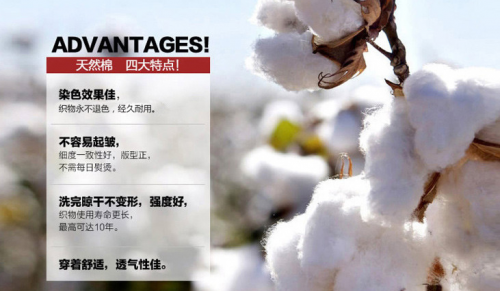 ADVANTAGES!
天然棉 四大特点!
染色效果佳，
织物永不退色，经久耐用。
不容易起皱，
细度一致性好，版型正，
不需每日熨烫。
洗完晾干不变形，强度好，
织物使用寿命更长，
最高可达10年。
穿着舒适，透气性佳。